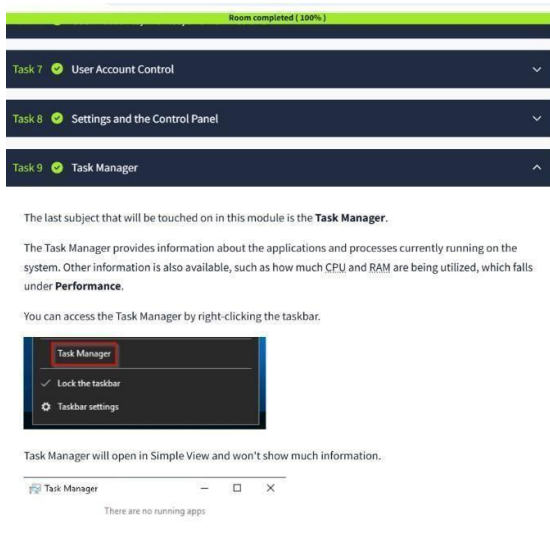 Room completed ( 100% )
Task 7 User Account Control
Task 8 Settings and the Control Panel
Task 9 Task Manager
The last subject that will be touched on in this module is the Task Manager.
The Task Manager provides information about the applications and processes currently running on the
system. Other information is also available, such as how much CPU and RAM are being utilized, which falls
under Performance.
You can access the Task Manager by right-clicking the taskbar.
Task Manager
Lock the taskbar
Taskbar settings
Task Manager will open in Simple View and won't show much information.
Task Manager
There are no running apps